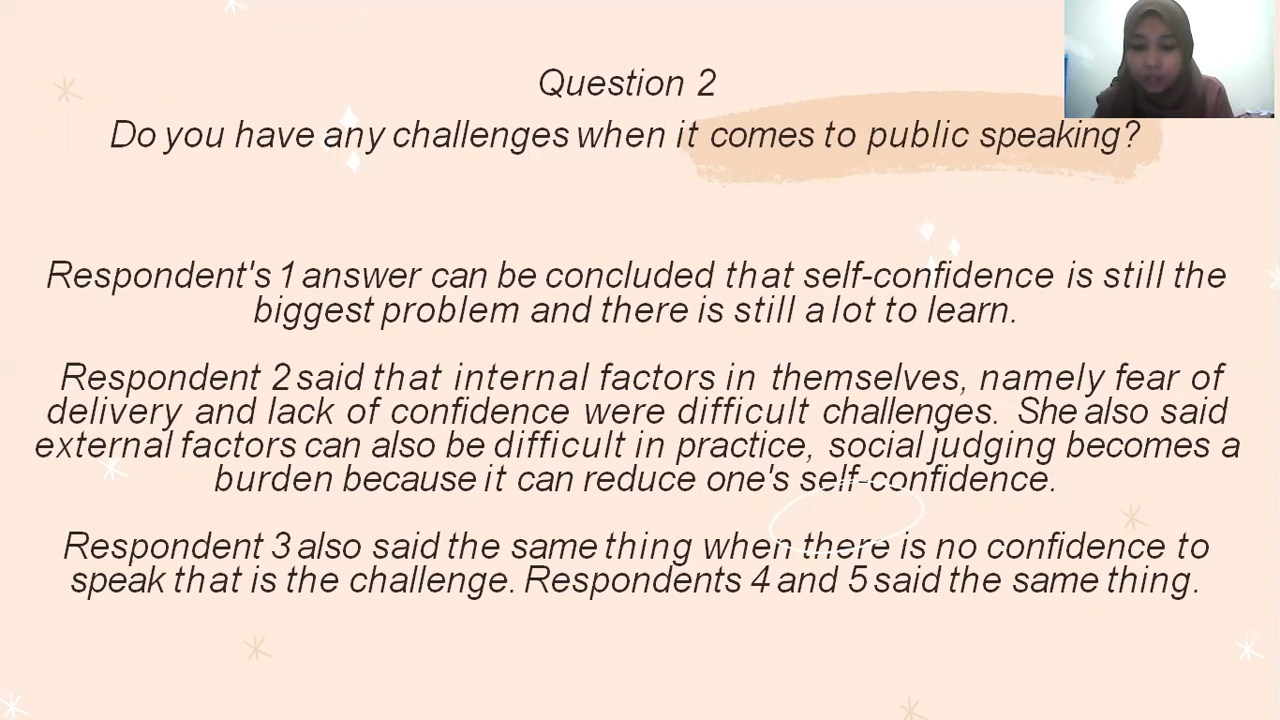 Question 2
Do you have any challenges when it comes to public speaking?
Respondent's 1 answer can be concluded that self-confidence is still the
biggest problem and there is still a lot to learn.
Respondent 2 said that internal factors in themselves, namely fear of
delivery and lack of confidence were difficult challenges. She also said
external factors can also be difficult in practice, social judging becomes a
burden because it can reduce one's self-confidence.
Respondent 3 also said the same thing when there is no confidence to
speak that is the challenge. Respondents 4 and 5 said the same thing.